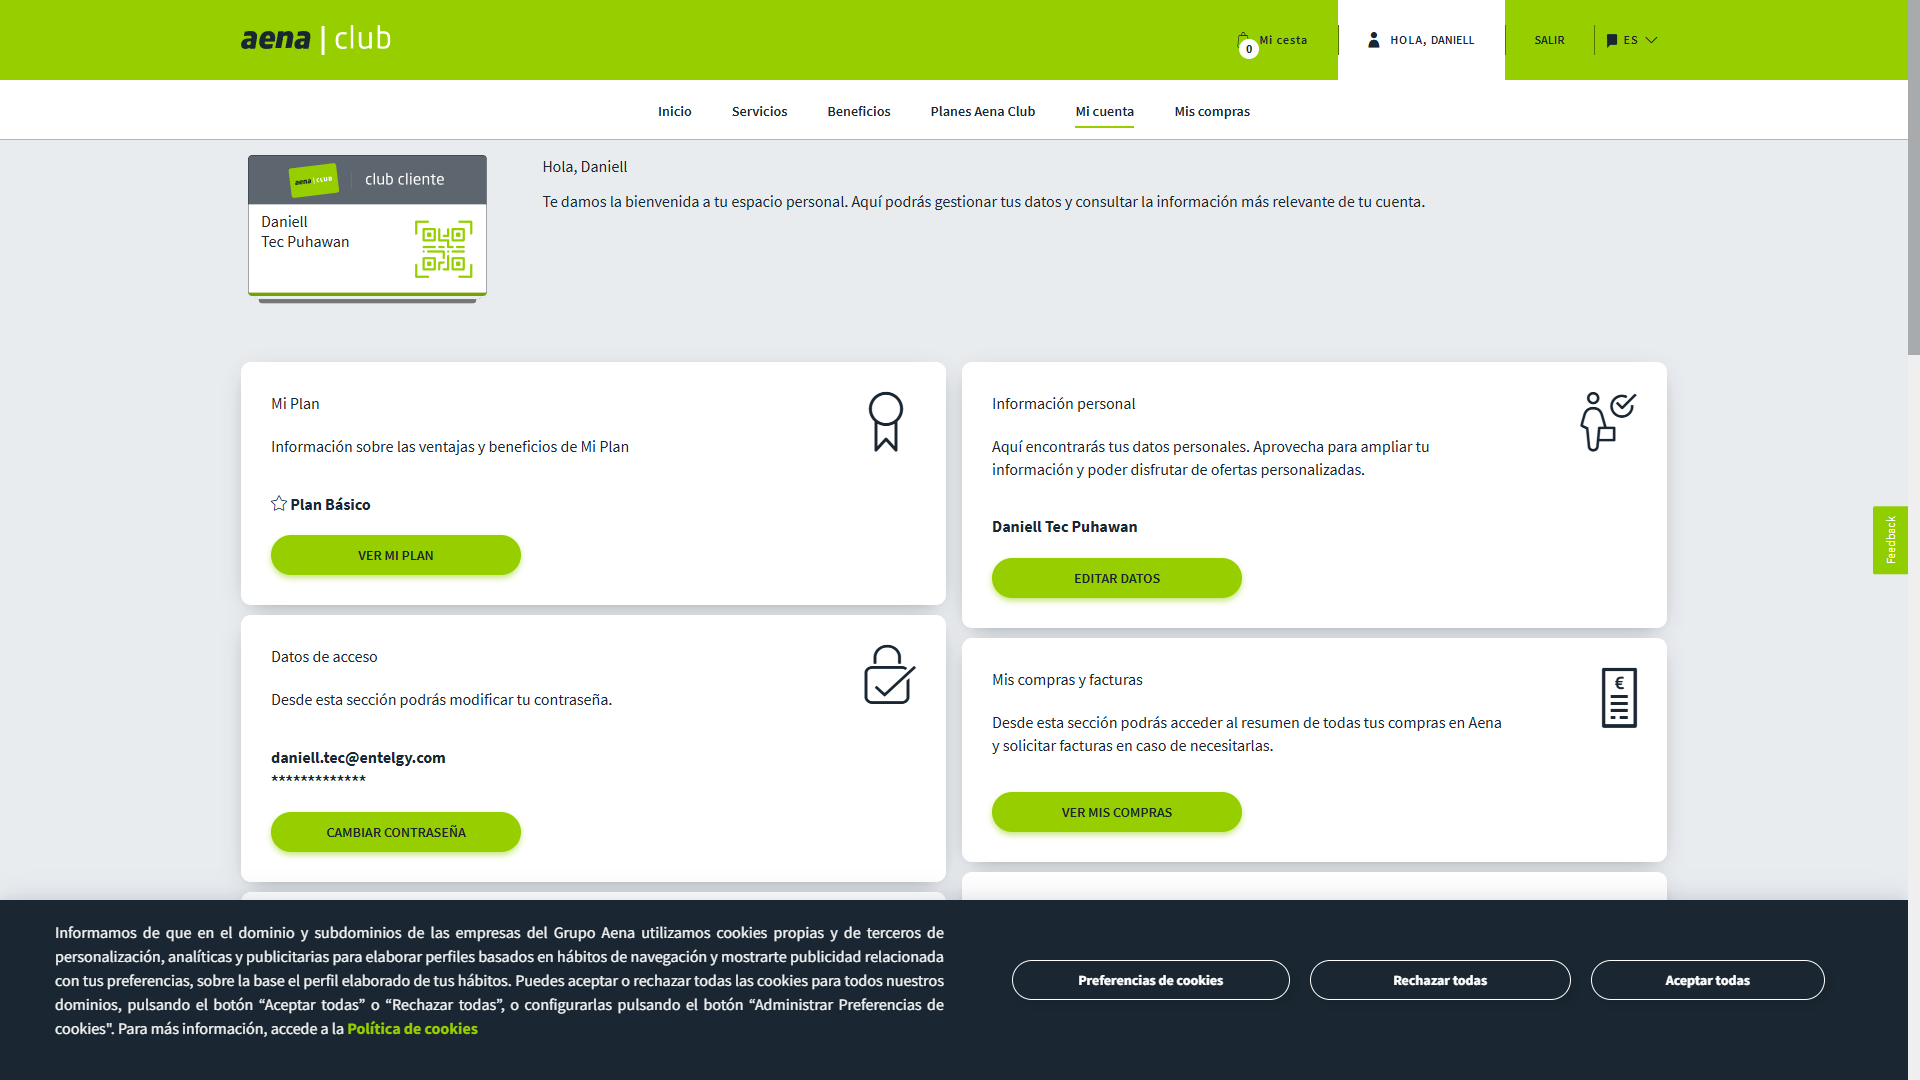 aena | club
0
Mi cesta
HOLA, DANIELL
SALIR
ES
Inicio
Servicios
Beneficios
Planes Aena Club
Mi cuenta
Mis compras
aena | CLUB
club cliente
Daniell
Tec Puhawan
Hola, Daniell
Te damos la bienvenida a tu espacio personal. Aquí podrás gestionar tus datos y consultar la información más relevante de tu cuenta.
Mi Plan
Información sobre las ventajas y beneficios de Mi Plan
Plan Básico
VER MI PLAN
Información personal
Aquí encontrarás tus datos personales. Aprovecha para ampliar tu
información y poder disfrutar de ofertas personalizadas.
Daniell Tec Puhawan
EDITAR DATOS
Feedback
Datos de acceso
Desde esta sección podrás modificar tu contraseña.
daniell.tec@entelgy.com
*************
CAMBIAR CONTRASEÑA
Mis compras y facturas
Desde esta sección podrás acceder al resumen de todas tus compras en Aena
y solicitar facturas en caso de necesitarlas.
€
VER MIS COMPRAS
Informamos de que en el dominio y subdominios de las empresas del Grupo Aena utilizamos cookies propias y de terceros de
personalización, analíticas y publicitarias para elaborar perfiles basados en hábitos de navegación y mostrarte publicidad relacionada
con tus preferencias, sobre la base el perfil elaborado de tus hábitos. Puedes aceptar o rechazar todas las cookies para todos nuestros
dominios, pulsando el botón “Aceptar todas” o “Rechazar todas”, o configurarlas pulsando el botón “Administrar Preferencias de
cookies". Para más información, accede a la Política de cookies
Preferencias de cookies
Rechazar todas
Aceptar todas